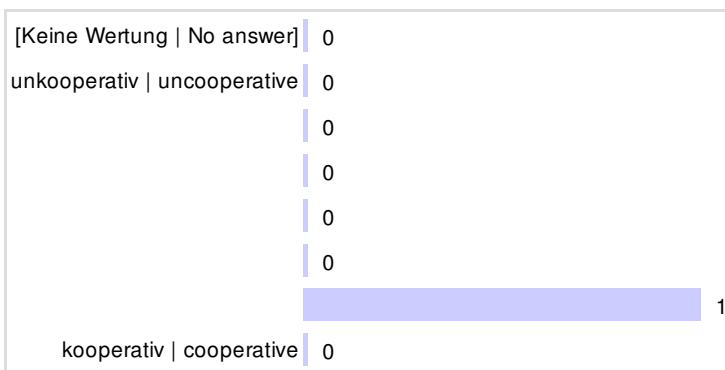 [Keine Wertung | No answer] 0
unkooperativ | uncooperative 0
0
0
0
0
1
kooperativ | cooperative 0